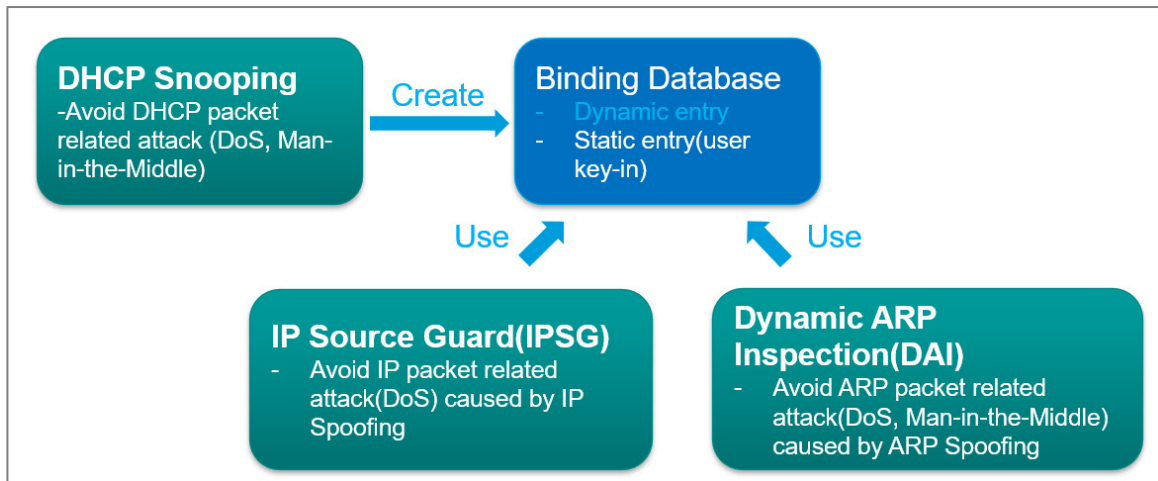 DHCP Snooping
-Avoid DHCP packet
related attack (DoS, Man-
in-the-Middle)
Create
Binding Database
- Dynamic entry
- Static entry(user
key-in)
Use
Use
IP Source Guard(IPSG)
- Avoid IP packet related
attack(DoS) caused by IP
Spoofing
Dynamic ARP
Inspection(DAI)
- Avoid ARP packet related
attack(DoS, Man-in-the-Middle)
caused by ARP Spoofing